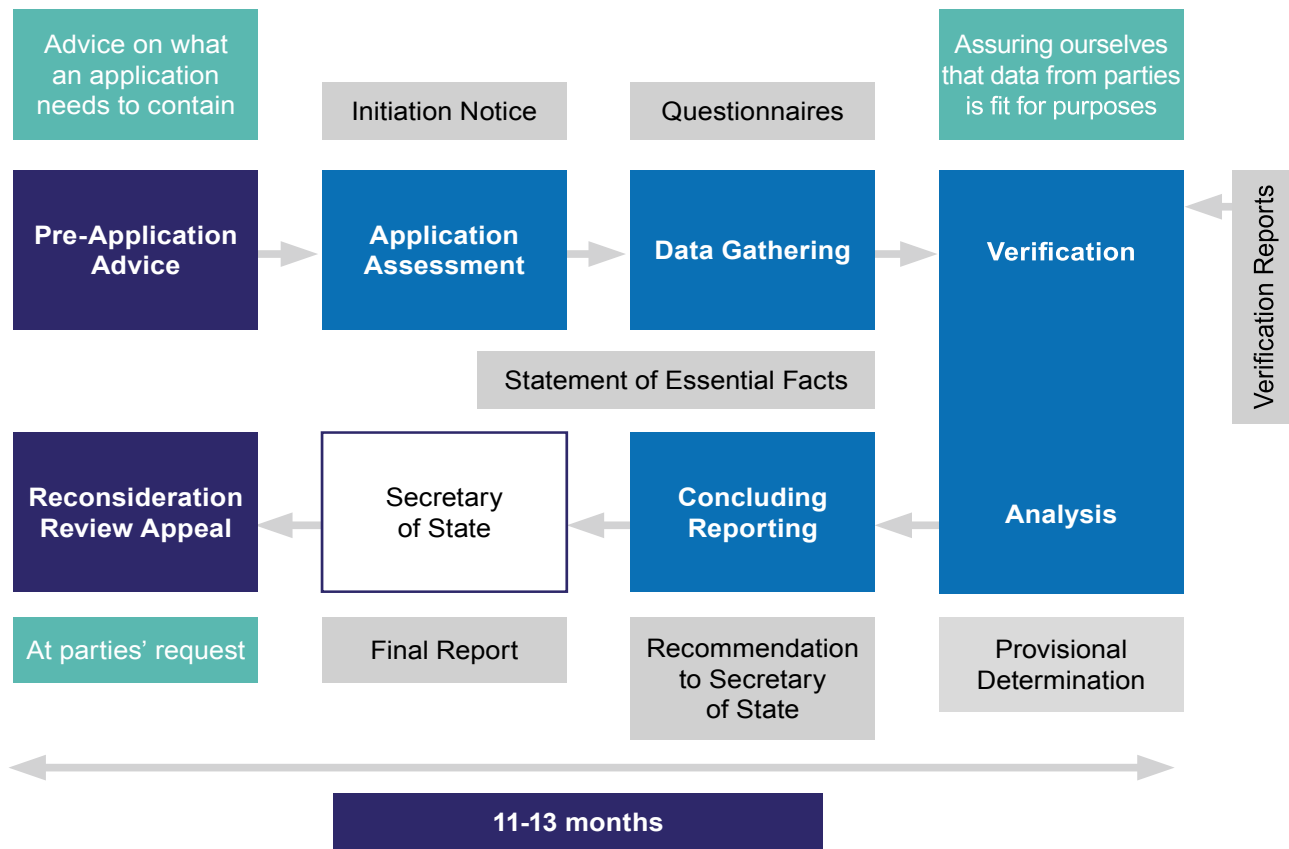 Advice on what
an application
needs to contain
Initiation Notice
Questionnaires
Assuring ourselves
that data from parties
is fit for purposes
Pre-Application
Advice
Application
Assessment
Data Gathering
Verification
Verification Reports
Statement of Essential Facts
Reconsideration
Review Appeal
Secretary
of State
Concluding
Reporting
Analysis
At parties’ request
Final Report
Recommendation
to Secretary
of State
Provisional
Determination
11-13 months